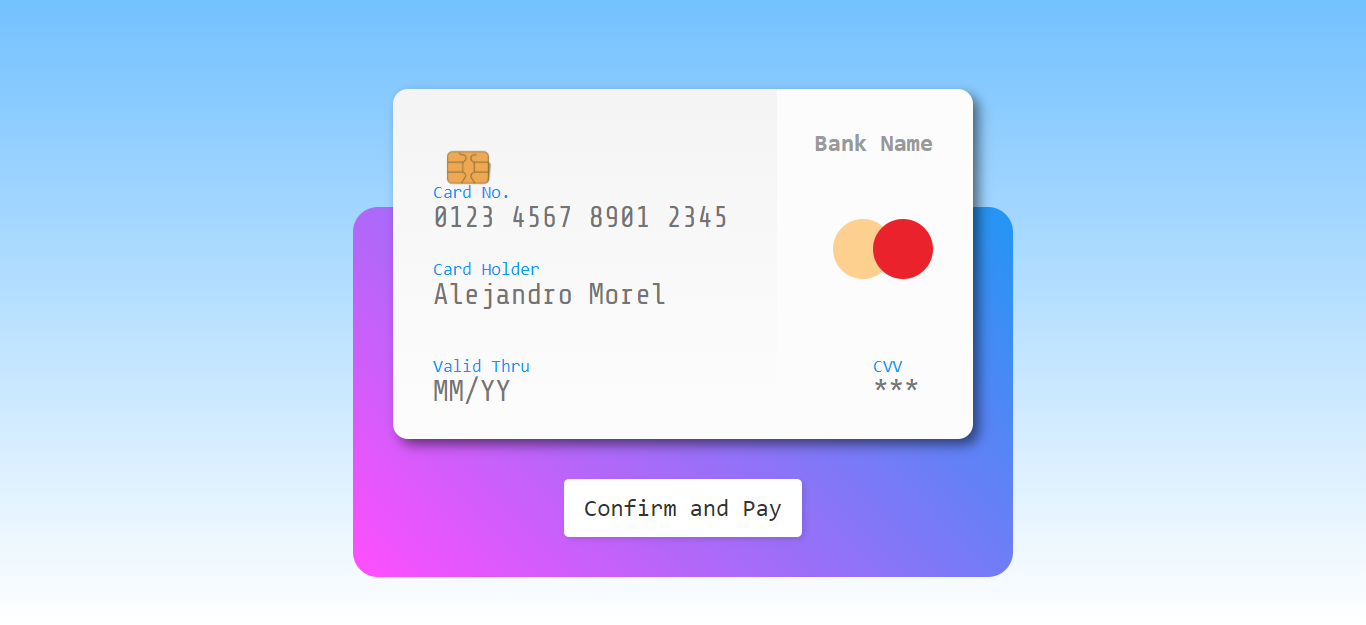 Bank Name
Card No.
0123 4567 8901 2345
Card Holder
Alejandro Morel
Valid Thru
MM/YY
CVV
***
Confirm and Pay